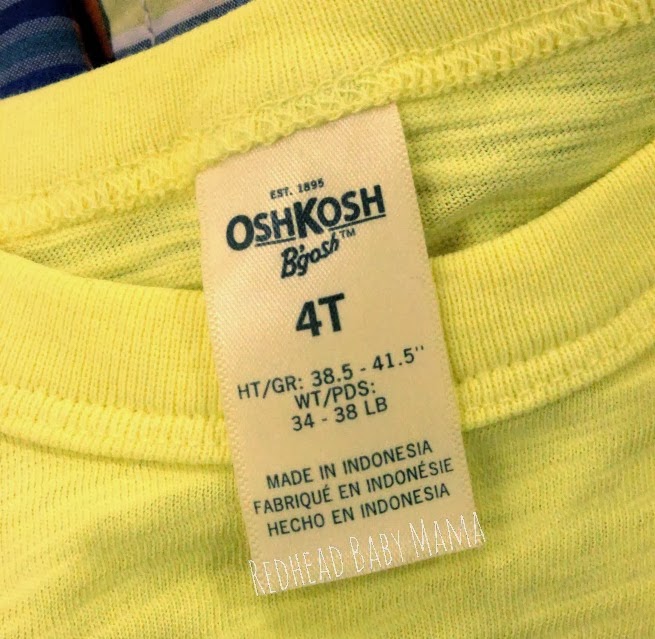 EST. 1895
OSHKOSH
B'gosh™
4T
HT/GR: 38.5 - 41.5"
WT/PDS:
34 - 38 LB
MADE IN INDONESIA
FABRIQUÉ EN INDONÉSIE
HECHO EN INDONESIA
REDHEAD BABY MAMA